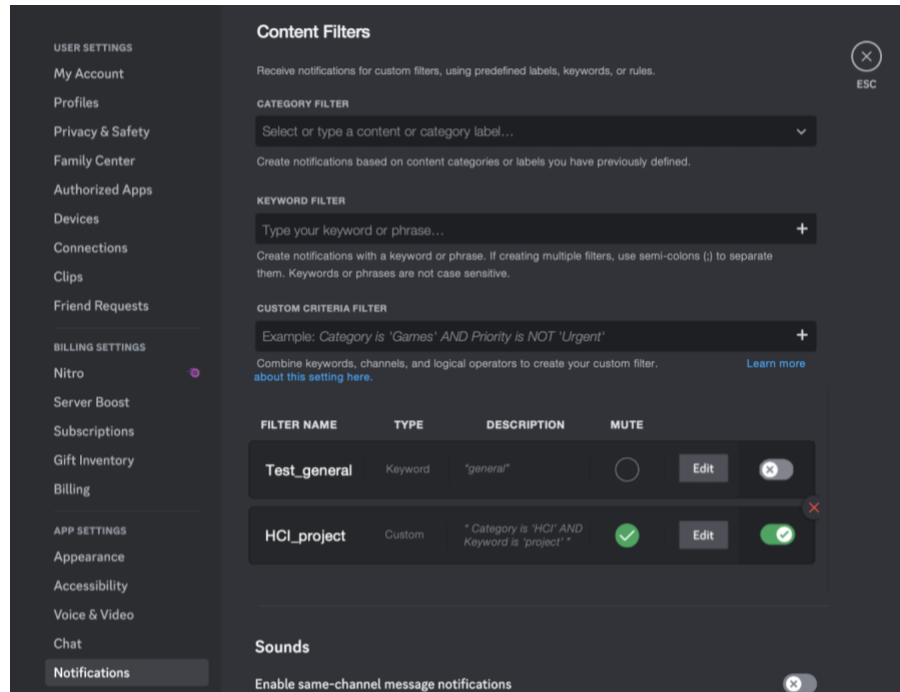 USER SETTINGS
My Account
Profiles
Privacy & Safety
Family Center
Authorized Apps
Devices
Connections
Clips
Friend Requests
BILLING SETTINGS
Nitro
Server Boost
Subscriptions
Gift Inventory
Billing
APP SETTINGS
Appearance
Accessibility
Voice & Video
Chat
Notifications
Content Filters
Receive notifications for custom filters, using predefined labels, keywords, or rules.
ESC
CATEGORY FILTER
Select or type a content or category label...
Create notifications based on content categories or labels you have previously defined.
KEYWORD FILTER
Type your keyword or phrase...
Create notifications with a keyword or phrase. If creating multiple filters, use semi-colons (;) to separate
them. Keywords or phrases are not case sensitive.
CUSTOM CRITERIA FILTER
Example: Category is 'Games' AND Priority is NOT 'Urgent'
Combine keywords, channels, and logical operators to create your custom filter. Learn more
about this setting here.
FILTER NAME TYPE DESCRIPTION MUTE
Test_general Keyword "general" Edit
HCI_project Custom " Category is 'HCI' AND
Keyword is 'project' " Edit
Sounds
Enable same-channel message notifications